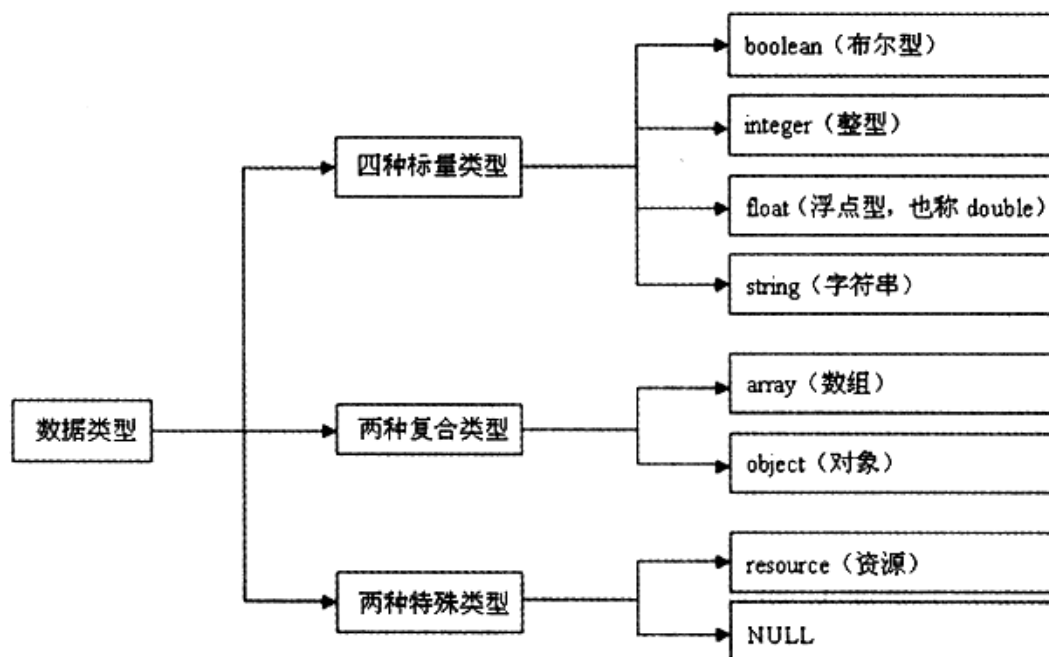 boolean（布尔型）
integer（整型）
四种标量类型
float（浮点型，也称 double）
string（字符串）
array（数组）
数据类型
两种复合类型
object（对象）
resource（资源）
两种特殊类型
NULL